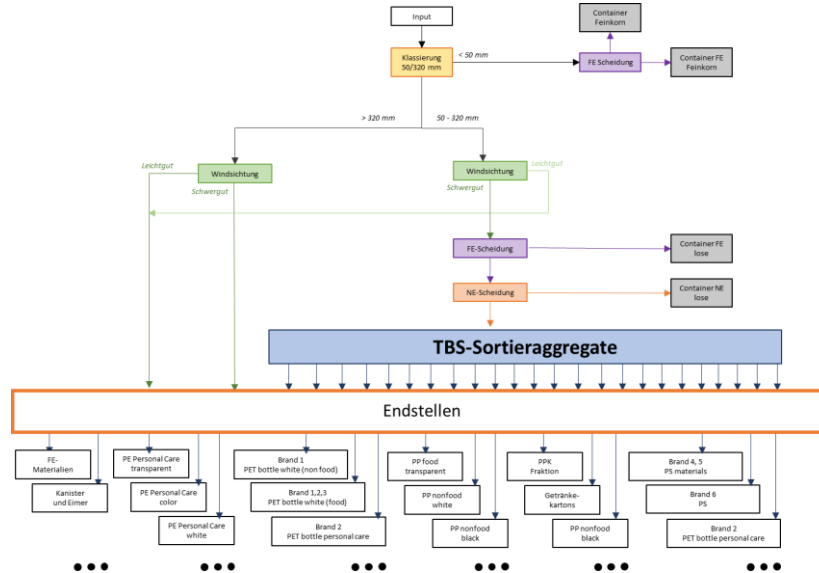 Input
Container
Feinkorn
Klassierung
50/320 mm
< 50 mm
FE Scheidung
Container FE
Feinkorn
> 320 mm
50 - 320 mm
Leichtgut
Windsichtung
Schwergut
Windsichtung
Leichtgut
Schwergut
FE-Scheidung
Container FE
lose
NE-Scheidung
Container NE
lose
TBS-Sortieraggregate
Endstellen
FE-
Materialien
Kanister
und Eimer
PE Personal Care
transparent
PE Personal Care
color
PE Personal Care
white
Brand 1
PET bottle white (non food)
Brand 1,2,3
PET bottle white (food)
Brand 2
PET bottle personal care
PP food
transparent
PP nonfood
white
PP nonfood
black
PPK
Fraktion
Getränke-
kartons
PP nonfood
black
Brand 4, 5
PS materials
Brand 6
PS
Brand 2
PET bottle personal care